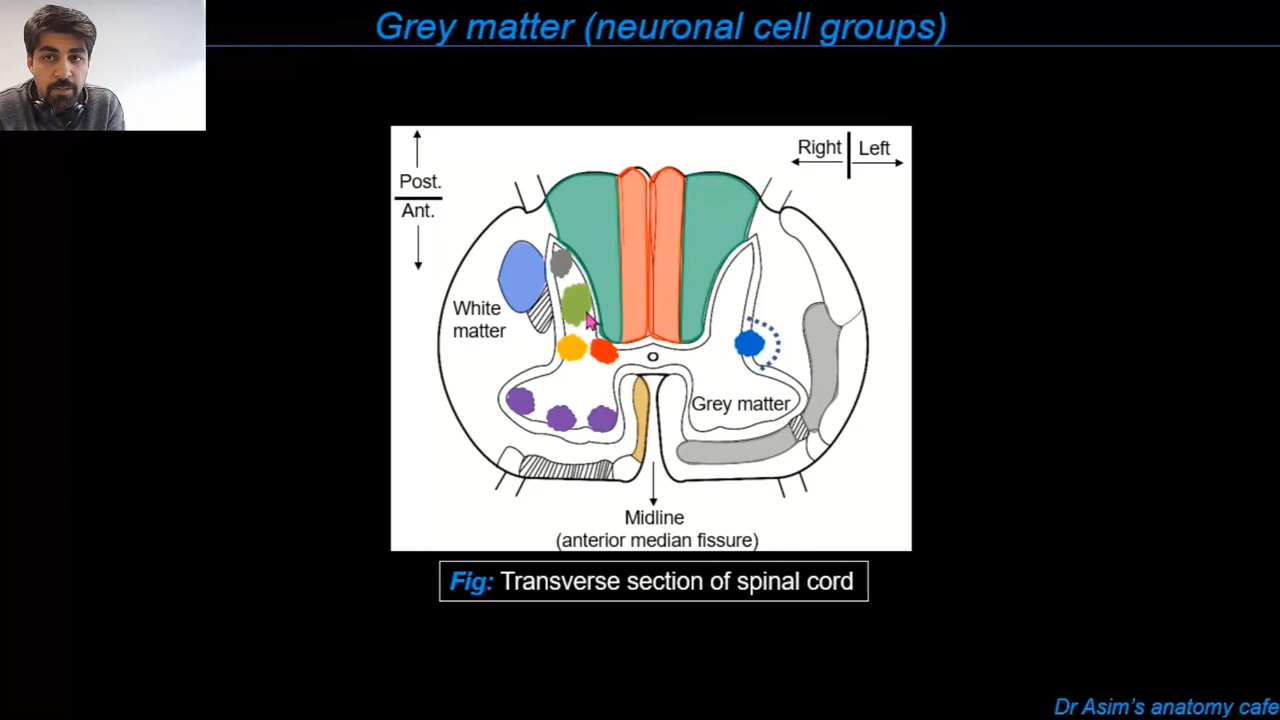 Grey matter (neuronal cell groups)
Right Left
Post.
Ant.
White
matter
Grey matter
Midline
(anterior median fissure)
Fig: Transverse section of spinal cord
Dr Asim's anatomy cafe